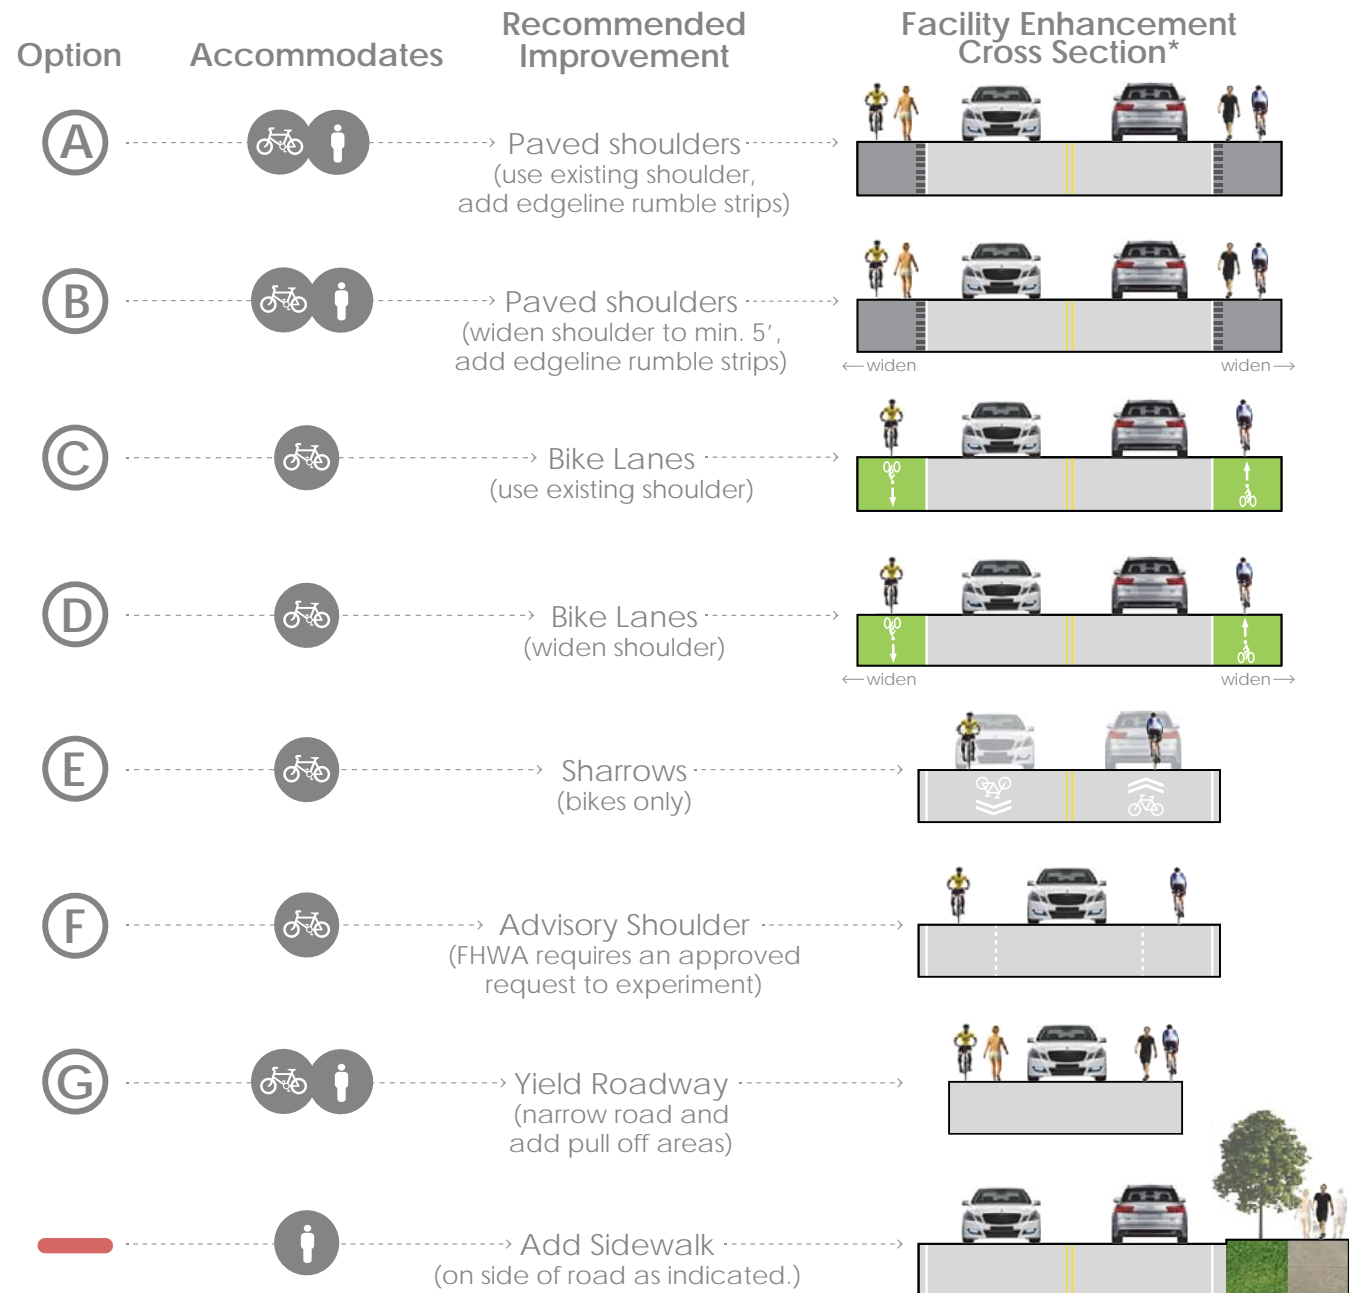 Option
Accommodates
Recommended
Improvement
Facility Enhancement
Cross Section*
A
Paved shoulders
(use existing shoulder,
add edgeline rumble strips)
B
Paved shoulders
(widen shoulder to min. 5',
add edgeline rumble strips)
widen
widen
C
Bike Lanes
(use existing shoulder)
D
Bike Lanes
(widen shoulder)
widen
widen
E
Sharrows
(bikes only)
F
Advisory Shoulder
(FHWA requires an approved
request to experiment)
G
Yield Roadway
(narrow road and
add pull off areas)
Add Sidewalk
(on side of road as indicated.)